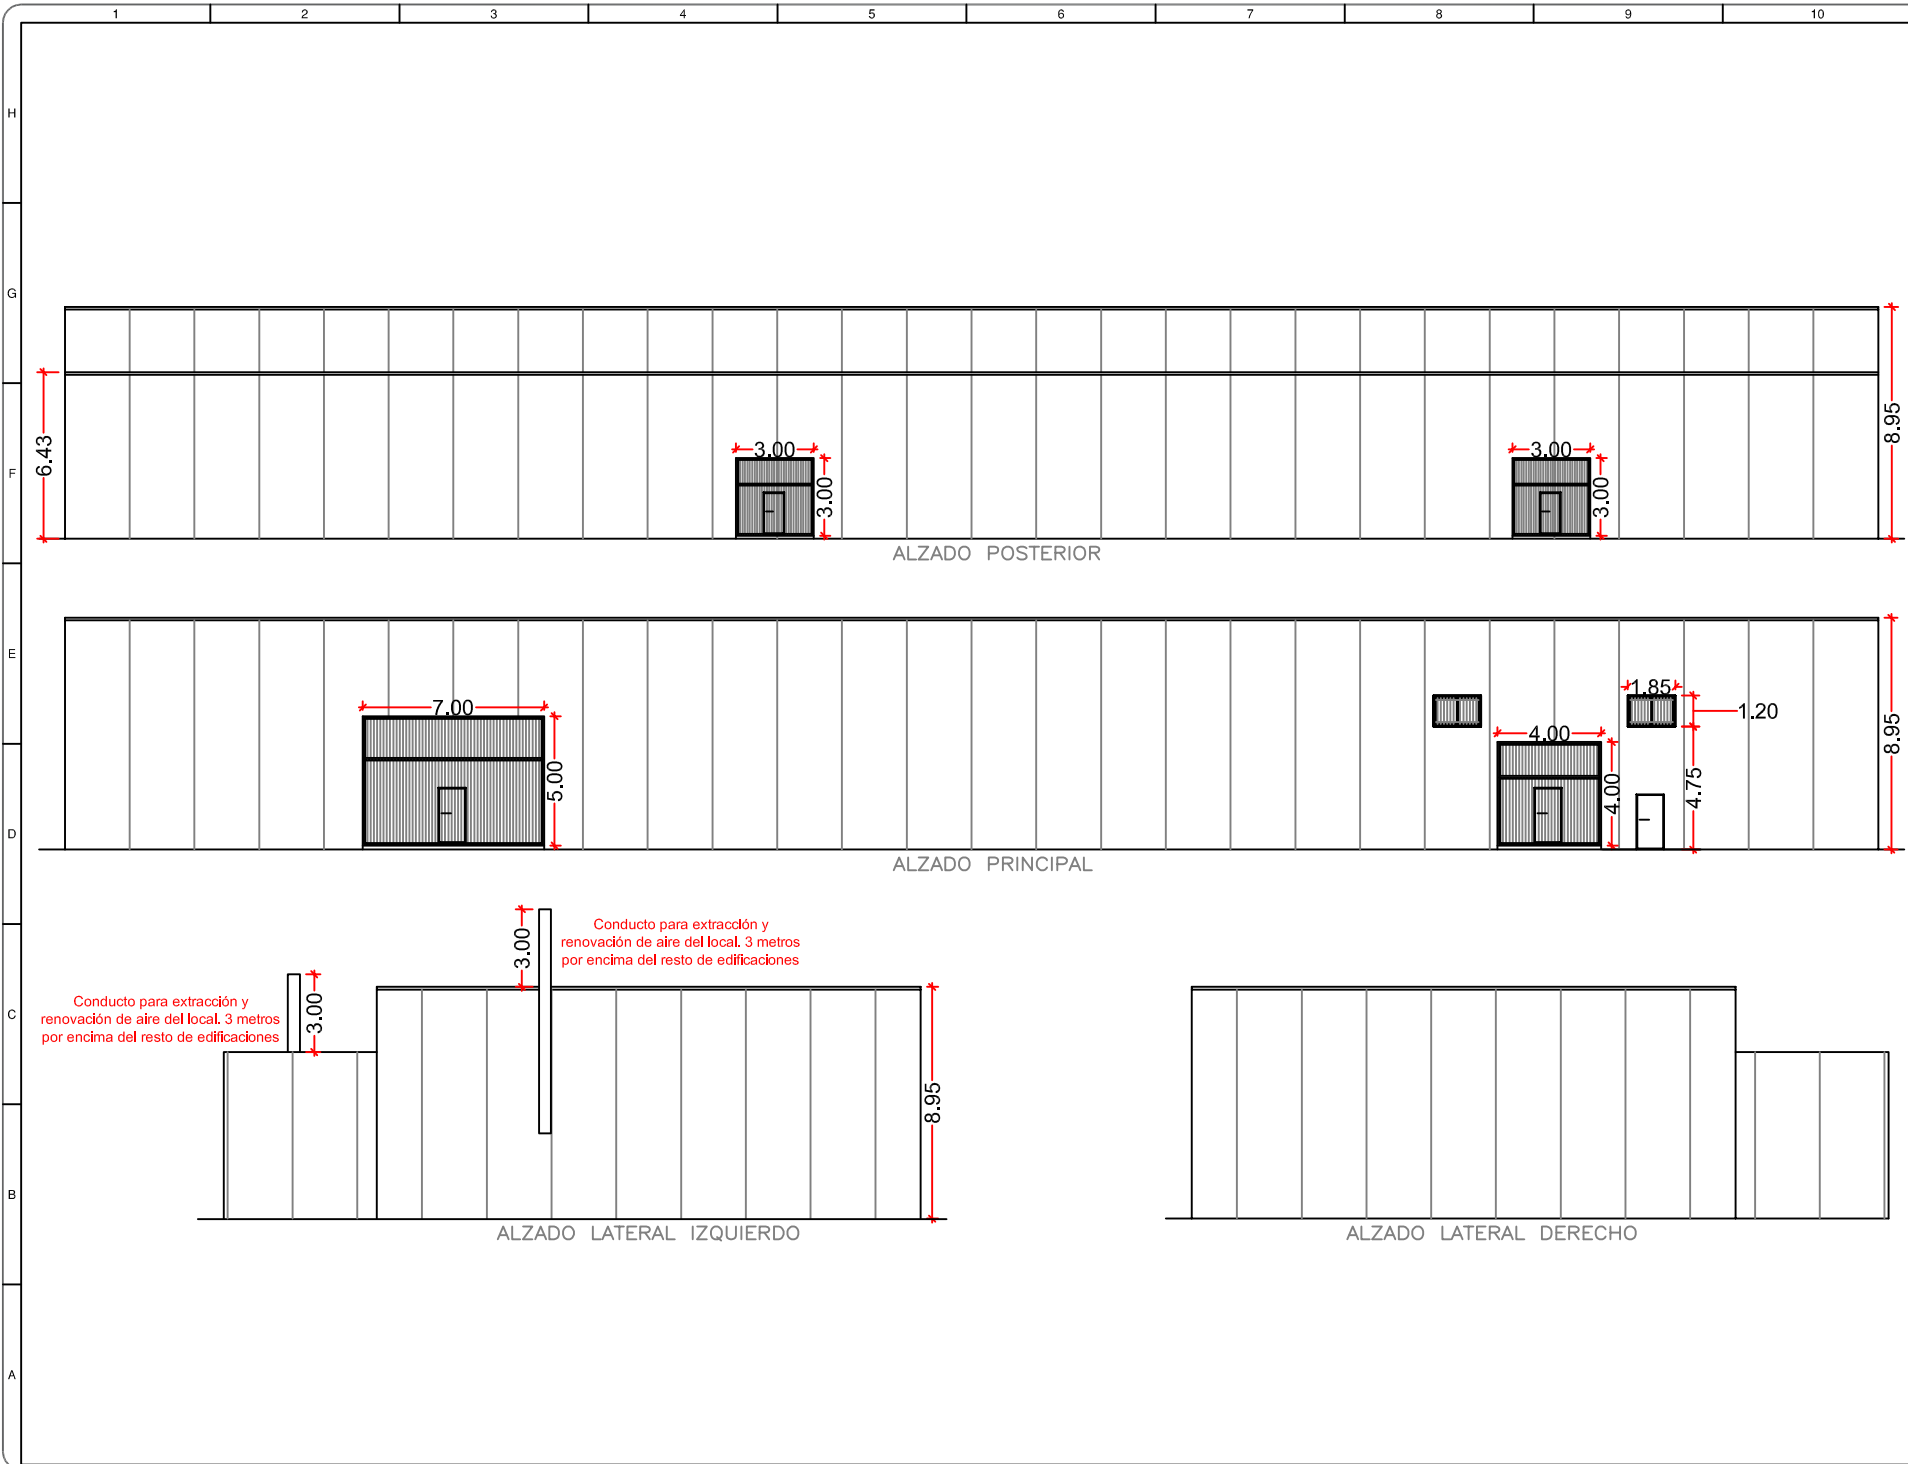 1 2 3 4 5 6 7 8 9 10
H
G
F
E
D
C
B
A
6.43
3.00
3.00
3.00
3.00
8.95
ALZADO POSTERIOR
7.00
5.00
4.00
4.00
1.85
1.20
4.75
8.95
ALZADO PRINCIPAL
Conducto para extracción y
renovación de aire del local. 3 metros
por encima del resto de edificaciones
3.00
3.00
Conducto para extracción y
renovación de aire del local. 3 metros
por encima del resto de edificaciones
8.95
ALZADO LATERAL IZQUIERDO
ALZADO LATERAL DERECHO